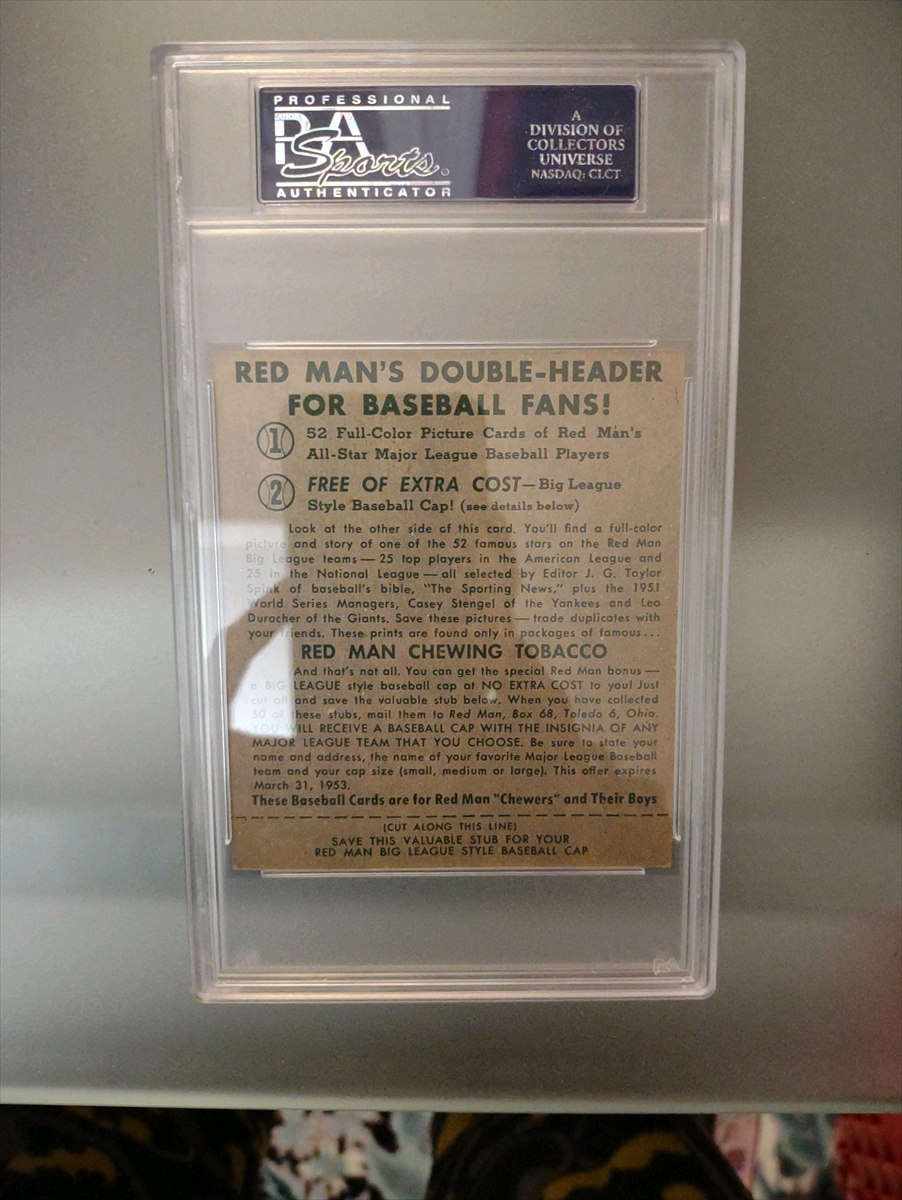 PROFESSIONAL
PSA
Sports
AUTHENTICATOR
A
DIVISION OF
COLLECTORS
UNIVERSE
NASDAQ: CLCT
RED MAN'S DOUBLE-HEADER
FOR BASEBALL FANS!
1 52 Full-Color Picture Cards of Red Man's
All-Star Major League Baseball Players
2 FREE OF EXTRA COST—Big League
Style Baseball Cap! (see details below)
Look at the other side of this card. You'll find a full-color
picture and story of one of the 52 famous stars on the Red Man
Big League teams — 25 top players in the American League and
25 in the National League — all selected by Editor J. G. Taylor
Spink of baseball's bible, "The Sporting News," plus the 1951
World Series Managers, Casey Stengel of the Yankees and Leo
Durocher of the Giants. Save these pictures — trade duplicates with
your friends. These prints are found only in packages of famous...
RED MAN CHEWING TOBACCO
And that's not all. You can get the special Red Man bonus —
a BIG LEAGUE style baseball cap at NO EXTRA COST to you! Just
cut off and save the valuable stub below. When you have collected
50 of these stubs, mail them to Red Man, Box 68, Toledo 6, Ohio.
YOU WILL RECEIVE A BASEBALL CAP WITH THE INSIGNIA OF ANY
MAJOR LEAGUE TEAM THAT YOU CHOOSE. Be sure to state your
name and address, the name of your favorite Major League Baseball
team and your cap size (small, medium or large). This offer expires
March 31, 1953.
These Baseball Cards are for Red Man "Chewers" and Their Boys
(CUT ALONG THIS LINE)
SAVE THIS VALUABLE STUB FOR YOUR
RED MAN BIG LEAGUE STYLE BASEBALL CAP